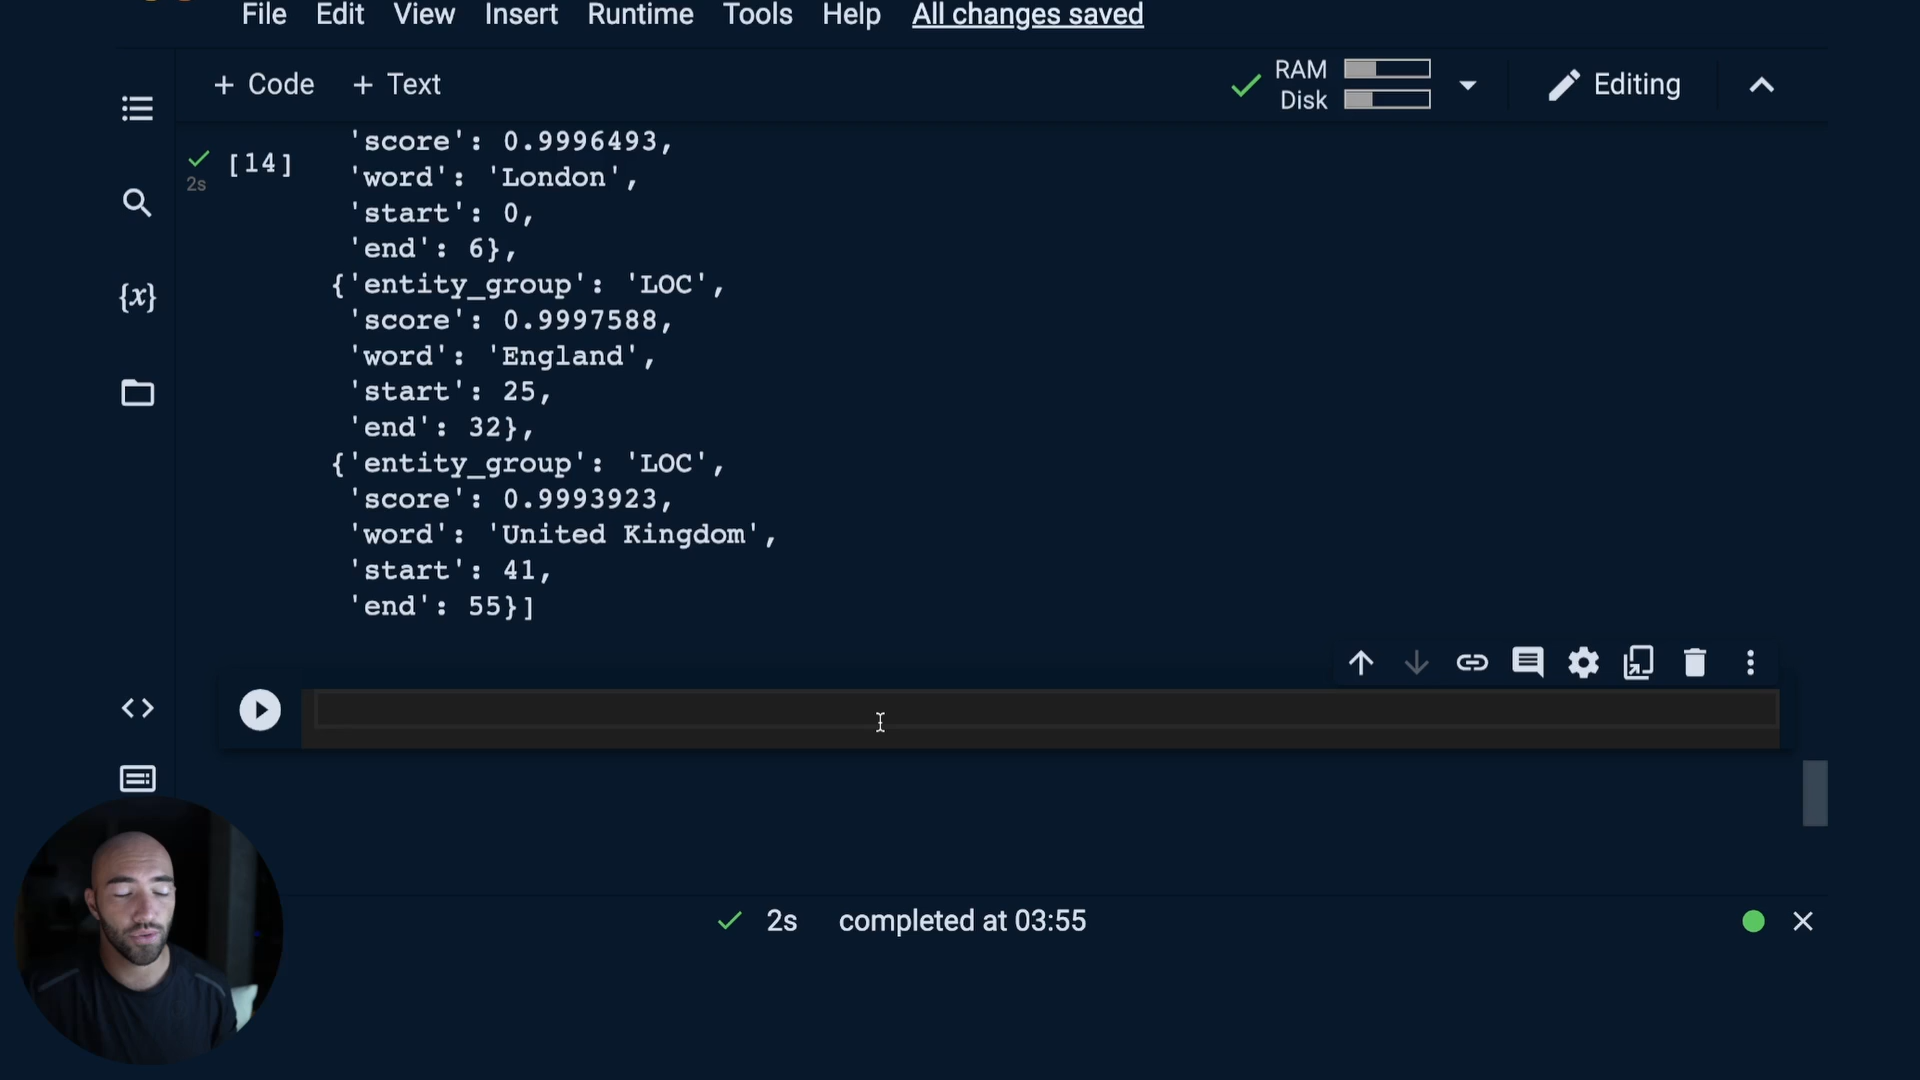 File Edit View Insert Runtime Tools Help All changes saved
+ Code + Text RAM Disk Editing
[14] 'score': 0.9996493,
2s 'word': 'London',
'start': 0,
'end': 6},
{'entity_group': 'LOC',
'score': 0.9997588,
'word': 'England',
'start': 25,
'end': 32},
{'entity_group': 'LOC',
'score': 0.9993923,
'word': 'United Kingdom',
'start': 41,
'end': 55}]
{x}
2s completed at 03:55